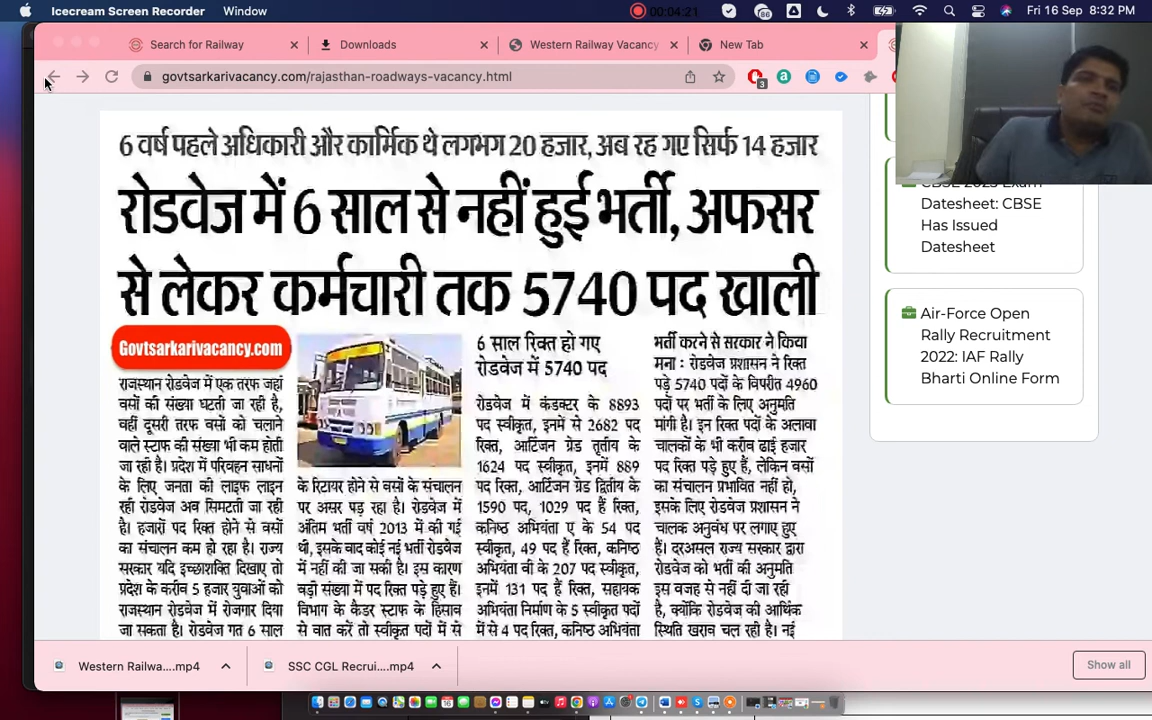 Icecream Screen Recorder Window 00:04:21 86 Fri 16 Sep 8:32 PM
Search for Railway Downloads Western Railway Vacancy New Tab
govtsarkarivacancy.com/rajasthan-roadways-vacancy.html 3
6 वर्ष पहले अधिकारी और कार्मिक थे लगभग 20 हजार, अब रह गए सिर्फ 14 हजार
रोडवेज में 6 साल से नहीं हुई भर्ती, अफसर
से लेकर कर्मचारी तक 5740 पद खाली
Govtsarkarivacancy.com
राजस्थान रोडवेज में एक तरफ जहां
बसों की संख्या घटती जा रही है,
वहीं दूसरी तरफ बसों को चलाने
वाले स्टाफ की संख्या भी कम होती
जा रही है। प्रदेश में परिवहन साधनों
के लिए जनता की लाइफ लाइन
रही रोडवेज अब सिमटती जा रही
है। हजारों पद रिक्त होने से बसों
का संचालन कम हो रहा है। राज्य
सरकार यदि इच्छाशक्ति दिखाए तो
प्रदेश के करीब 5 हजार युवाओं को
राजस्थान रोडवेज में रोजगार दिया
जा सकता है। रोडवेज गत 6 साल
के रिटायर होने से बसों के संचालन
पर असर पड़ रहा है। रोडवेज में
अंतिम भर्ती वर्ष 2013 में की गई
थी, इसके बाद कोई नई भर्ती रोडवेज
में नहीं की जा सकी है। इस कारण
बड़ी संख्या में पद रिक्त पड़े हुए हैं।
विभाग के कैडर स्टाफ के हिसाब
से बात करें तो स्वीकृत पदों में से
6 साल रिक्त हो गए
रोडवेज में 5740 पद
रोडवेज में कंडक्टर के 8893
पद स्वीकृत, इनमें से 2682 पद
रिक्त, आर्टिजन ग्रेड तृतीय के
1624 पद स्वीकृत, इनमें 889
पद रिक्त, आर्टिजन ग्रेड द्वितीय के
1590 पद, 1029 पद हैं रिक्त,
कनिष्ठ अभियंता ए के 54 पद
स्वीकृत, 49 पद हैं रिक्त, कनिष्ठ
अभियंता बी के 207 पद स्वीकृत,
इनमें 131 पद हैं रिक्त, सहायक
अभियंता निर्माण के 5 स्वीकृत पदों
में से 4 पद रिक्त, कनिष्ठ अभियंता
भर्ती करने से सरकार ने किया
मना : रोडवेज प्रशासन ने रिक्त
पड़े 5740 पदों के विपरीत 4960
पदों पर भर्ती के लिए अनुमति
मांगी है। इन रिक्त पदों के अलावा
चालकों के भी करीब ढाई हजार
पद रिक्त पड़े हुए हैं, लेकिन बसों
का संचालन प्रभावित नहीं हो,
इसके लिए रोडवेज प्रशासन ने
चालक अनुबंध पर लगाए हुए
हैं। दरअसल राज्य सरकार द्वारा
रोडवेज को भर्ती की अनुमति
इस वजह से नहीं दी जा रही
है, क्योंकि रोडवेज की आर्थिक
स्थिति खराब चल रही है। नई
CBSE 2023 Exam
Datesheet: CBSE
Has Issued
Datesheet
Air-Force Open
Rally Recruitment
2022: IAF Rally
Bharti Online Form
Western Railwa....mp4 SSC CGL Recrui....mp4 Show all